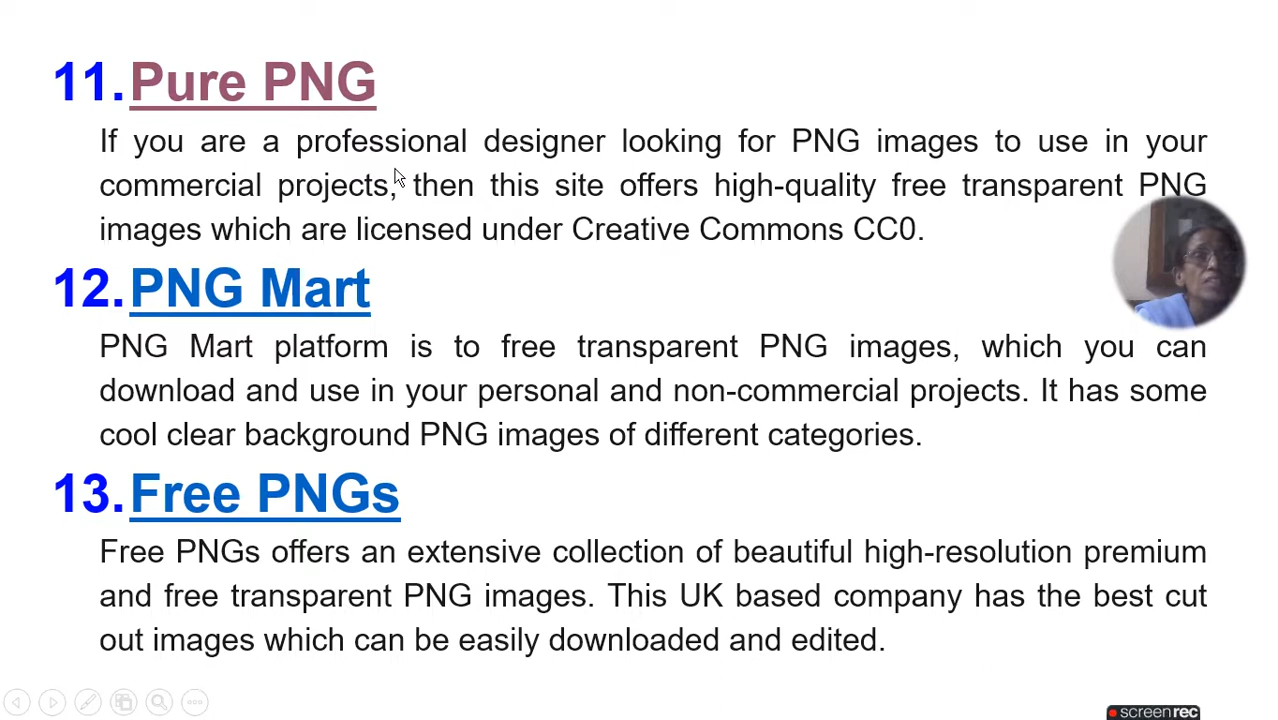 11. Pure PNG
If you are a professional designer looking for PNG images to use in your
commercial projects, then this site offers high-quality free transparent PNG
images which are licensed under Creative Commons CC0.
12. PNG Mart
PNG Mart platform is to free transparent PNG images, which you can
download and use in your personal and non-commercial projects. It has some
cool clear background PNG images of different categories.
13. Free PNGs
Free PNGs offers an extensive collection of beautiful high-resolution premium
and free transparent PNG images. This UK based company has the best cut
out images which can be easily downloaded and edited.
screenrec